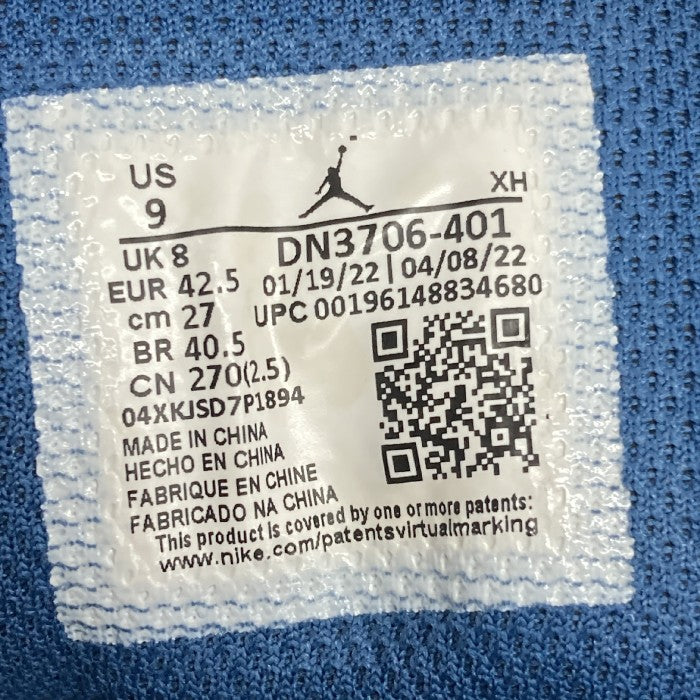 US
9
XH
UK 8
DN3706-401
EUR 42.5
01/19/22 | 04/08/22
cm 27
UPC 00196148834680
BR 40.5
CN 270(2.5)
04XKJSD7P1894
MADE IN CHINA
HECHO EN CHINA
FABRIQUE EN CHINE
FABRICADO NA CHINA
This product is covered by one or more patents:
www.nike.com/patentsvirtualmarking